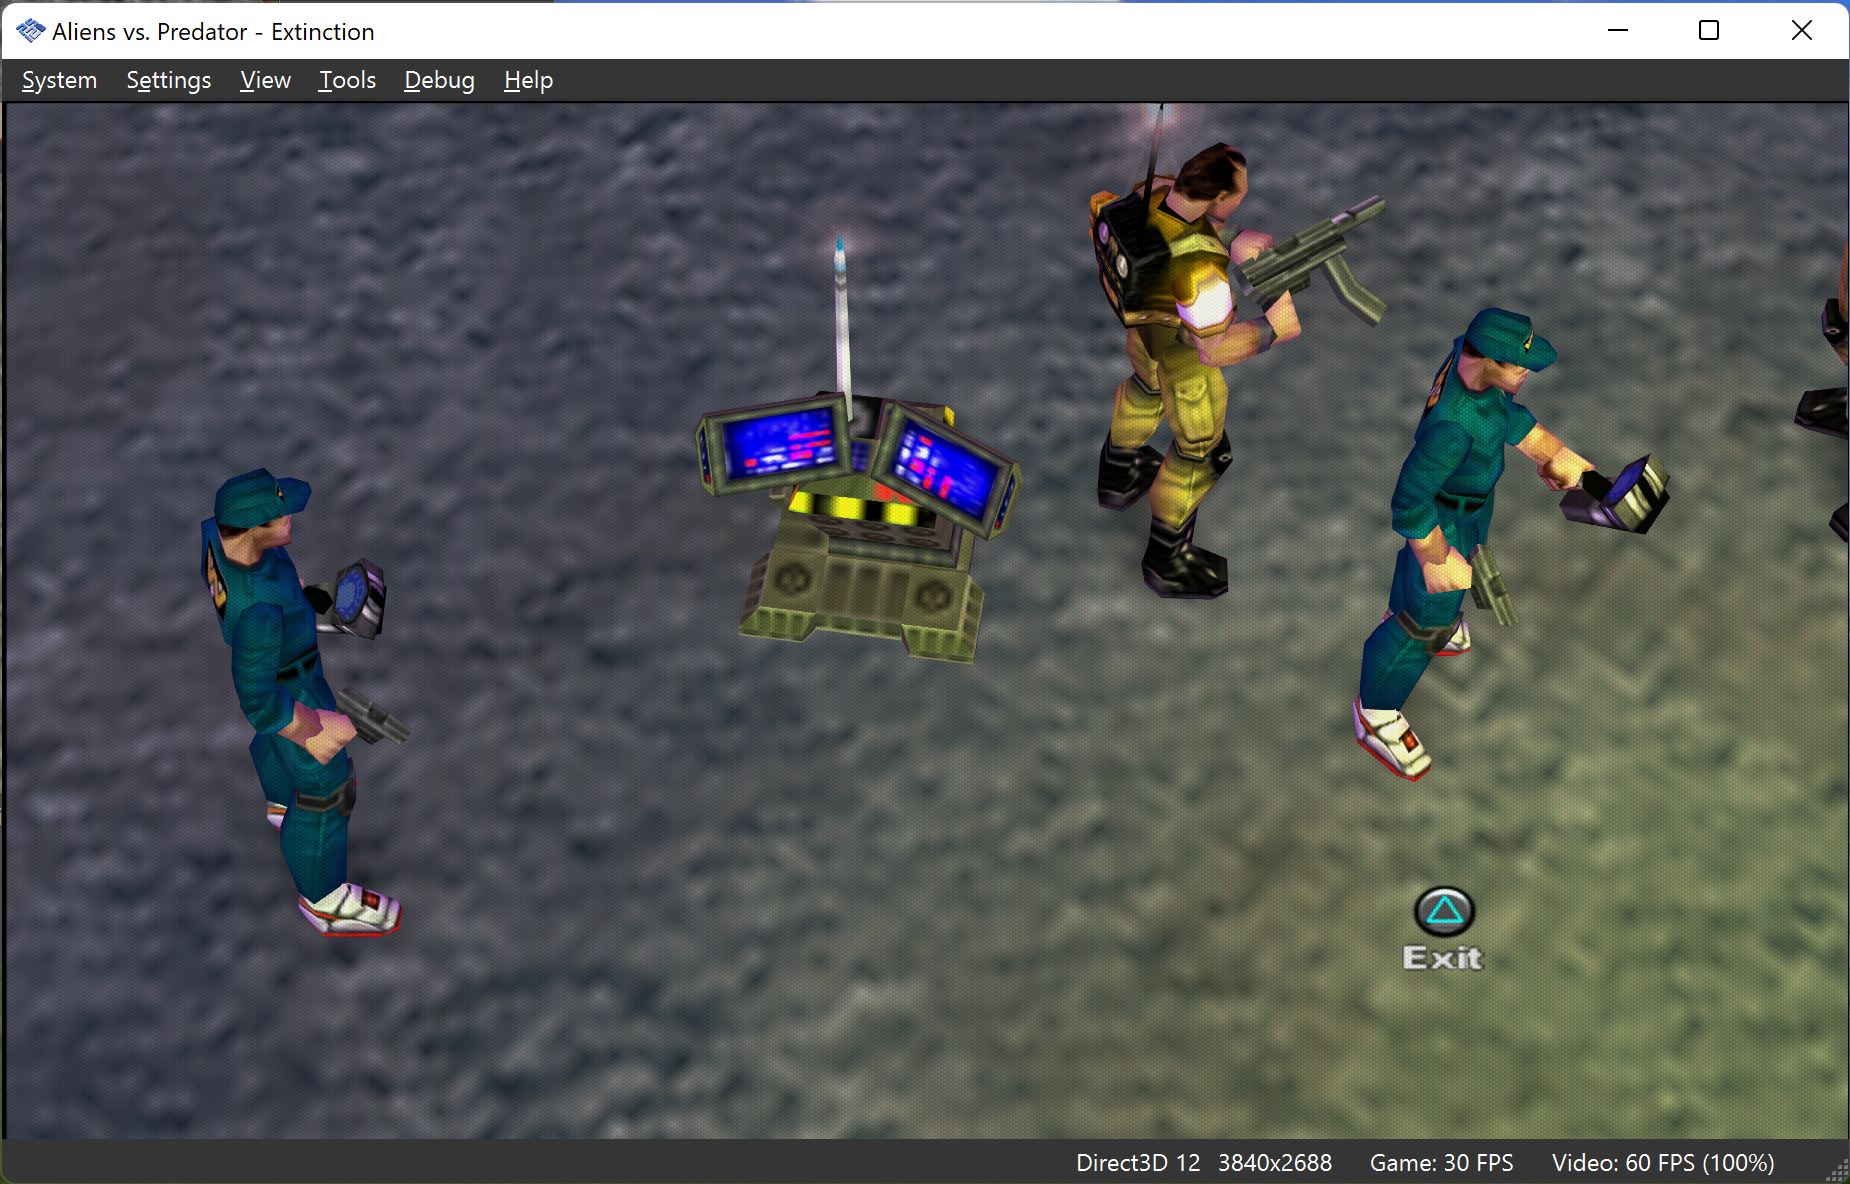 Aliens vs. Predator - Extinction
System Settings View Tools Debug Help
Exit
Direct3D 12 3840x2688 Game: 30 FPS Video: 60 FPS (100%)